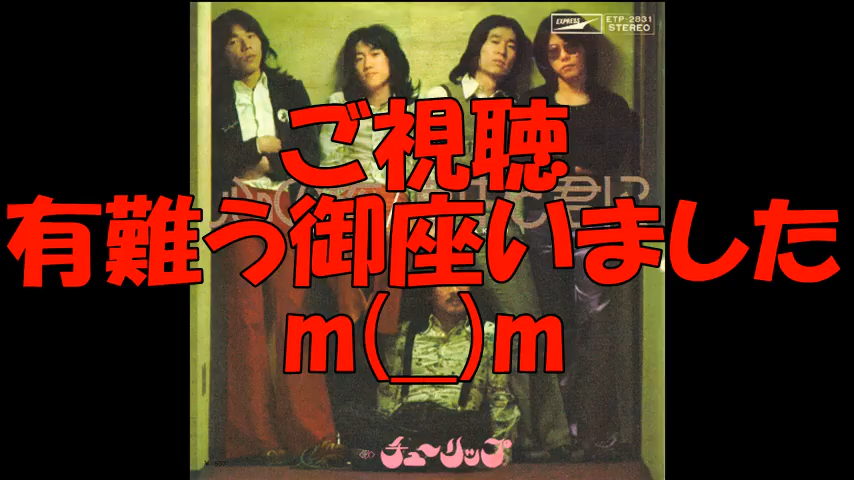 EXPRESS
ETP-2831
STEREO
ご視聴
有難う御座いました
m(__)m
チューリップ